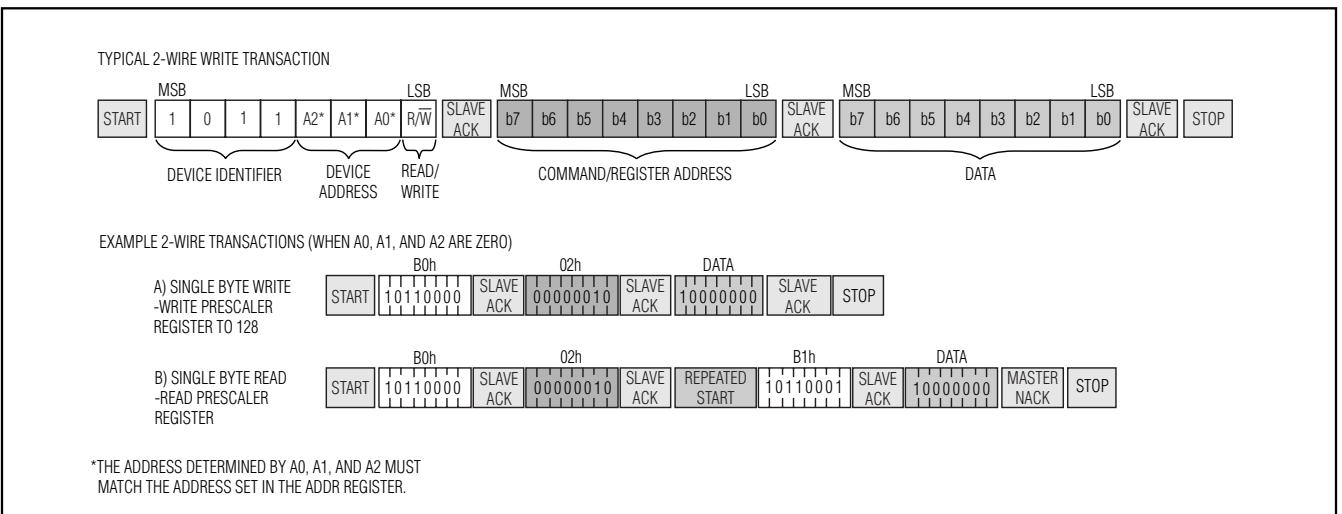 TYPICAL 2-WIRE WRITE TRANSACTION
MSB LSB MSB LSB MSB LSB
START 1 0 1 1 A2* A1* A0* R/W̅ SLAVE ACK b7 b6 b5 b4 b3 b2 b1 b0 SLAVE ACK b7 b6 b5 b4 b3 b2 b1 b0 SLAVE ACK STOP
DEVICE IDENTIFIER DEVICE ADDRESS READ/WRITE COMMAND/REGISTER ADDRESS DATA
EXAMPLE 2-WIRE TRANSACTIONS (WHEN A0, A1, AND A2 ARE ZERO)
B0h 02h DATA
A) SINGLE BYTE WRITE
-WRITE PRESCALER
REGISTER TO 128
START 10110000 SLAVE ACK 00000010 SLAVE ACK 10000000 SLAVE ACK STOP
B0h 02h B1h DATA
B) SINGLE BYTE READ
-READ PRESCALER
REGISTER
START 10110000 SLAVE ACK 00000010 SLAVE ACK REPEATED START 10110001 SLAVE ACK 10000000 MASTER NACK STOP
*THE ADDRESS DETERMINED BY A0, A1, AND A2 MUST
MATCH THE ADDRESS SET IN THE ADDR REGISTER.